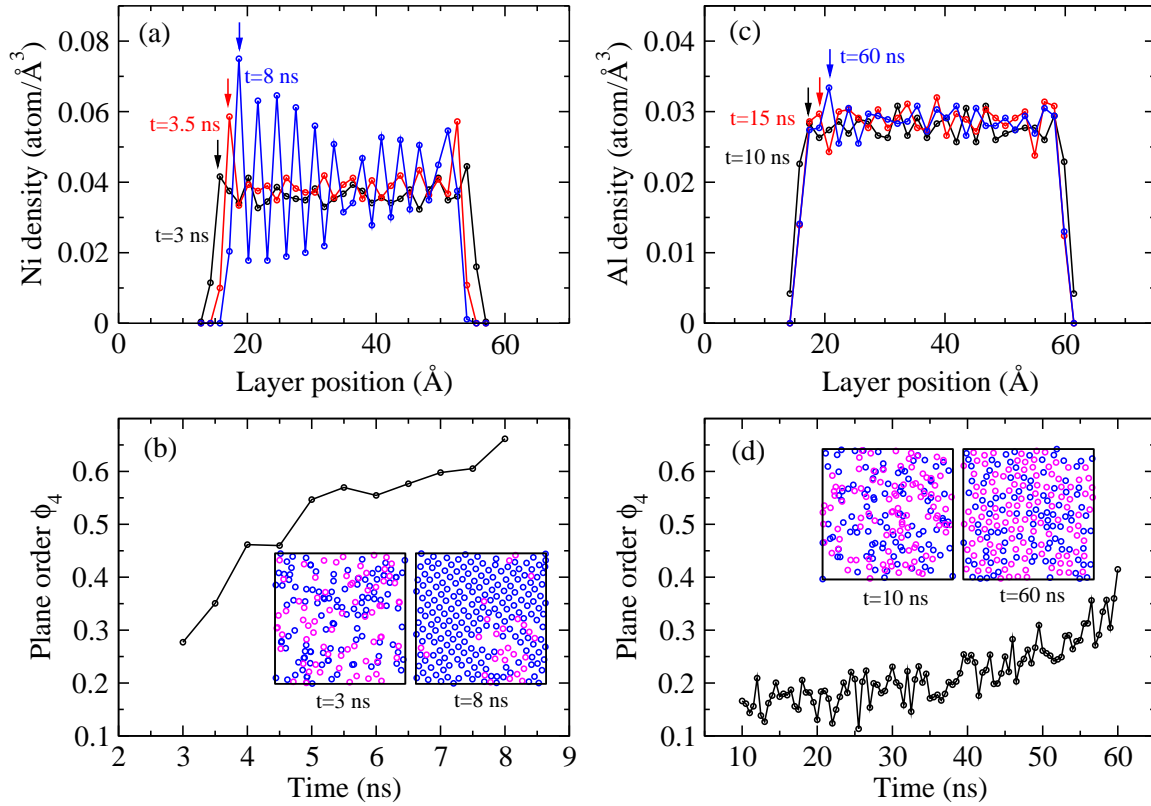 (a)
t=8 ns
t=3.5 ns
t=3 ns
Ni density (atom/Å³)
0.08
0.06
0.04
0.02
0
0 20 40 60
Layer position (Å)
(c)
t=60 ns
t=15 ns
t=10 ns
Al density (atom/Å³)
0.04
0.03
0.02
0.01
0
0 20 40 60
Layer position (Å)
(b)
Plane order ϕ₄
0.6
0.5
0.4
0.3
0.2
0.1
t=3 ns
t=8 ns
2 3 4 5 6 7 8 9
Time (ns)
(d)
Plane order ϕ₄
0.6
0.5
0.4
0.3
0.2
0.1
t=10 ns
t=60 ns
10 20 30 40 50 60
Time (ns)